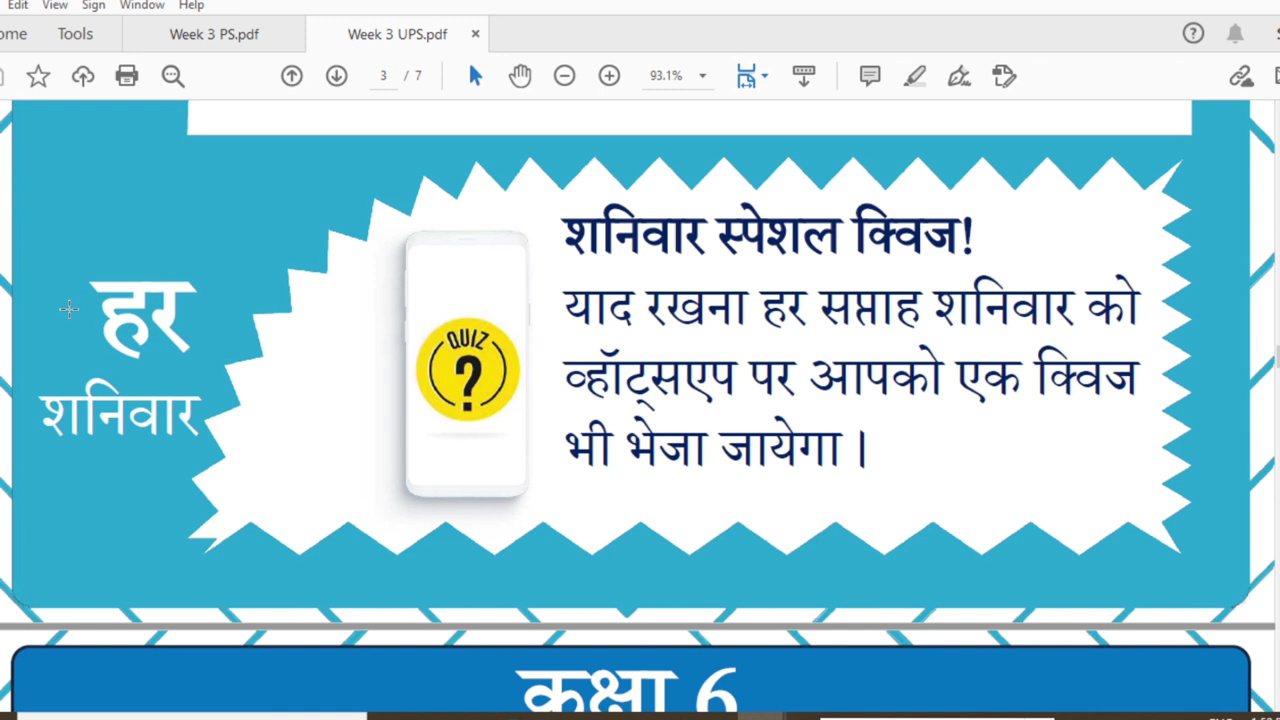 Edit View Sign Window Help
ome Tools Week 3 PS.pdf Week 3 UPS.pdf ×
3 / 7 93.1%
शनिवार स्पेशल क्विज!
याद रखना हर सप्ताह शनिवार को
व्हॉट्सएप पर आपको एक क्विज
भी भेजा जायेगा।
हर
शनिवार
QUIZ
?
कक्षा 6